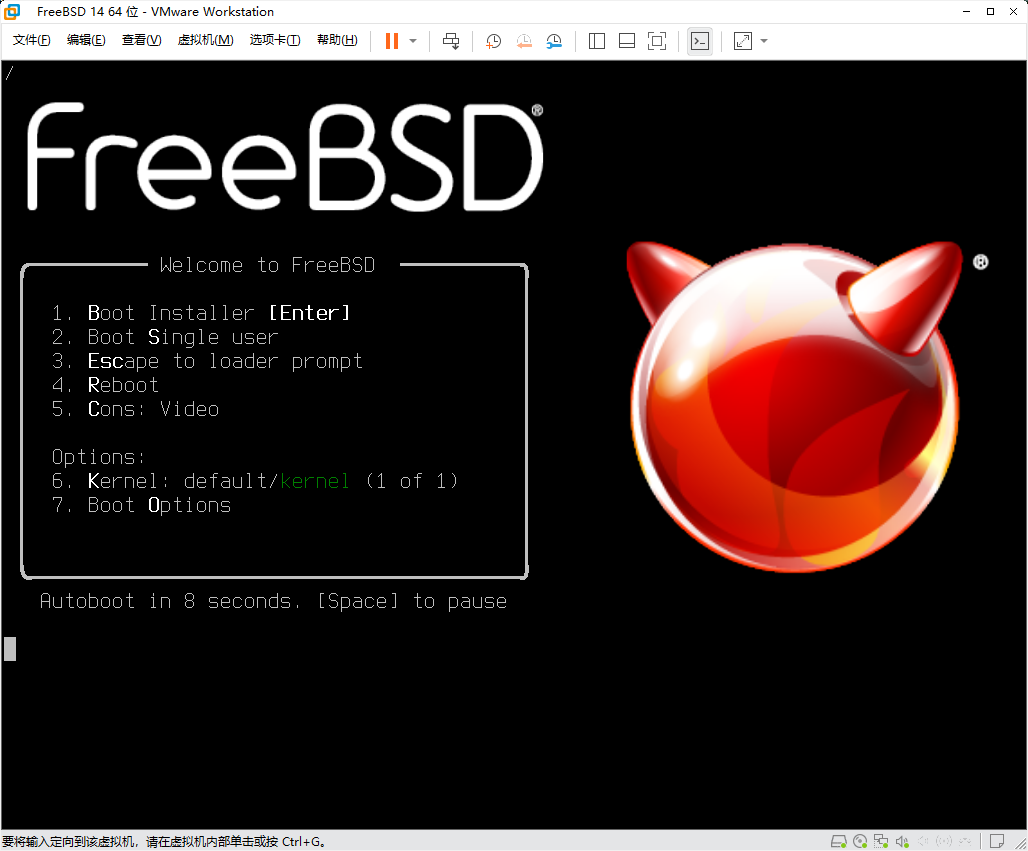 FreeBSD 14 64 位 - VMware Workstation
文件(F) 编辑(E) 查看(V) 虚拟机(M) 选项卡(T) 帮助(H)
/
FreeBSD®
®
Welcome to FreeBSD
1. Boot Installer [Enter]
2. Boot Single user
3. Escape to loader prompt
4. Reboot
5. Cons: Video
Options:
6. Kernel: default/kernel (1 of 1)
7. Boot Options
Autoboot in 8 seconds. [Space] to pause
要将输入定向到该虚拟机，请在虚拟机内部单击或按 Ctrl+G。